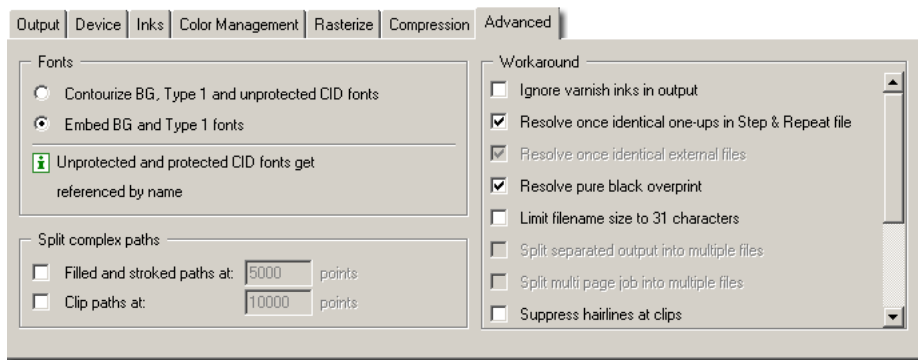 Output Device Inks Color Management Rasterize Compression Advanced
Fonts
Contourize BG, Type 1 and unprotected CID fonts
Embed BG and Type 1 fonts
i Unprotected and protected CID fonts get
referenced by name
Split complex paths
Filled and stroked paths at: 5000 points
Clip paths at: 10000 points
Workaround
Ignore varnish inks in output
Resolve once identical one-ups in Step & Repeat file
Resolve once identical external files
Resolve pure black overprint
Limit filename size to 31 characters
Split separated output into multiple files
Split multi page job into multiple files
Suppress hairlines at clips